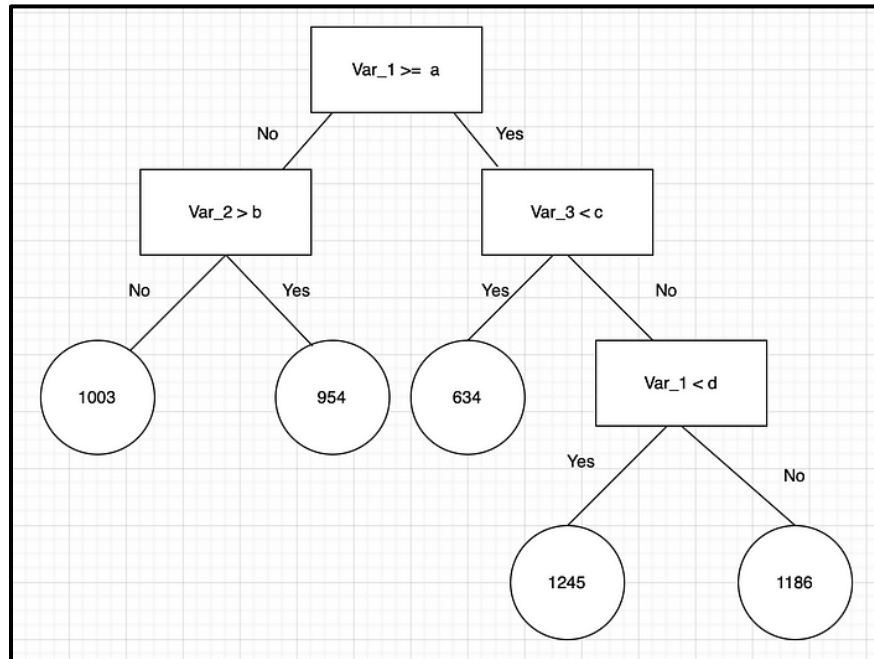 Var_1 >= a
No
Yes
Var_2 > b
Var_3 < c
No
Yes
Yes
No
1003
954
634
Var_1 < d
Yes
No
1245
1186